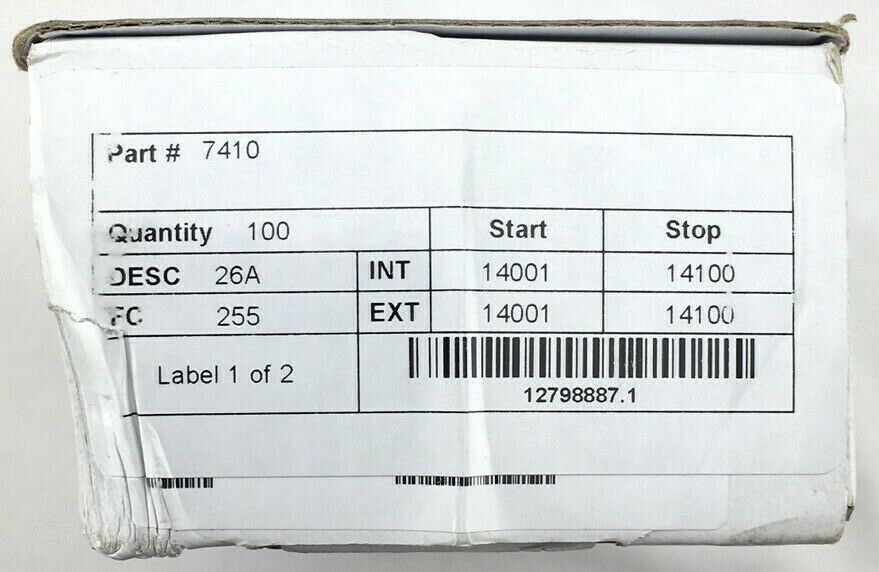 Part # 7410
Quantity 100 Start Stop
DESC 26A INT 14001 14100
FC 255 EXT 14001 14100
Label 1 of 2
12798887.1